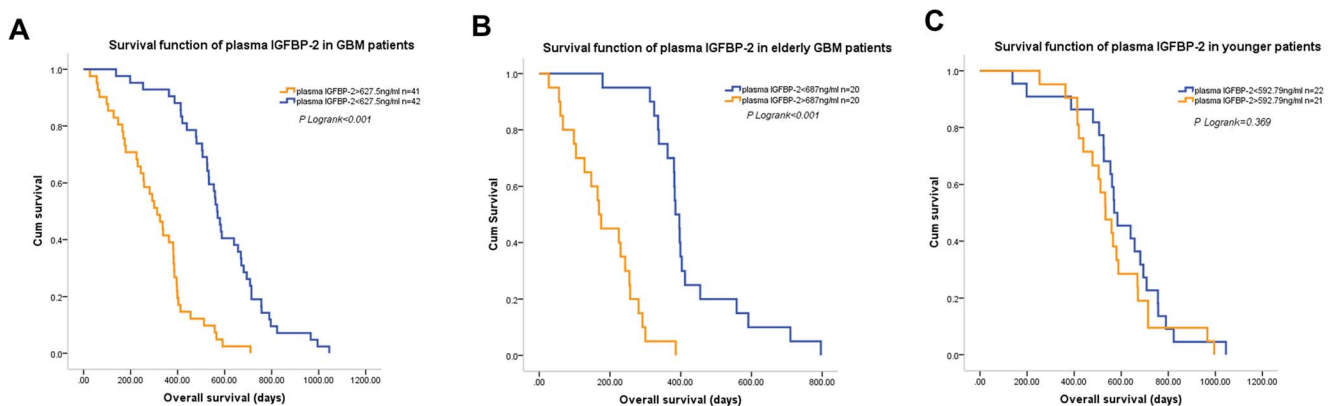 A
Survival function of plasma IGFBP-2 in GBM patients
plasma IGFBP-2>627.5ng/ml n=41
plasma IGFBP-2<627.5ng/ml n=42
P Logrank<0.001
Cum survival
1.0
0.8
0.6
0.4
0.2
0.0
.00 200.00 400.00 600.00 800.00 1000.00 1200.00
Overall survival (days)
B
Survival function of plasma IGFBP-2 in elderly GBM patients
plasma IGFBP-2<687ng/ml n=20
plasma IGFBP-2>687ng/ml n=20
P Logrank<0.001
Cum Survival
1.0
0.8
0.6
0.4
0.2
0.0
.00 200.00 400.00 600.00 800.00
Overall survival (days)
C
Survival function of plasma IGFBP-2 in younger patients
plasma IGFBP-2<592.79ng/ml n=22
plasma IGFBP-2>592.79ng/ml n=21
P Logrank=0.369
Cum survival
1.0
0.8
0.6
0.4
0.2
0.0
.00 200.00 400.00 600.00 800.00 1000.00 1200.00
Overall survival (days)